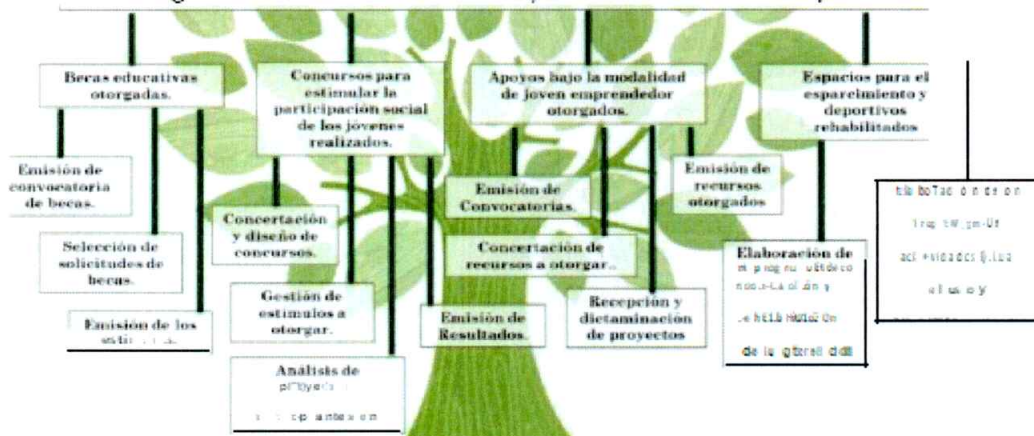 Becas educativas
otorgadas.
Emisión de
convocatoria
de becas.
Selección de
solicitudes de
becas.
Emisión de los
Concursos para
estimular la
participación social
de los jóvenes
realizados.
Concertación
y diseño de
concursos.
Gestión de
estímulos a
otorgar.
Análisis de
Emisión de
Resultados.
Apoyos bajo la modalidad
de joven emprendedor
otorgados.
Emisión de
Convocatorias.
Concertación de
recursos a otorgar..
Recepción y
dictaminación
de proyectos
Emisión de
recursos
otorgados
Espacios para el
esparcimiento y
deportivos
rehabilitados
Elaboración de